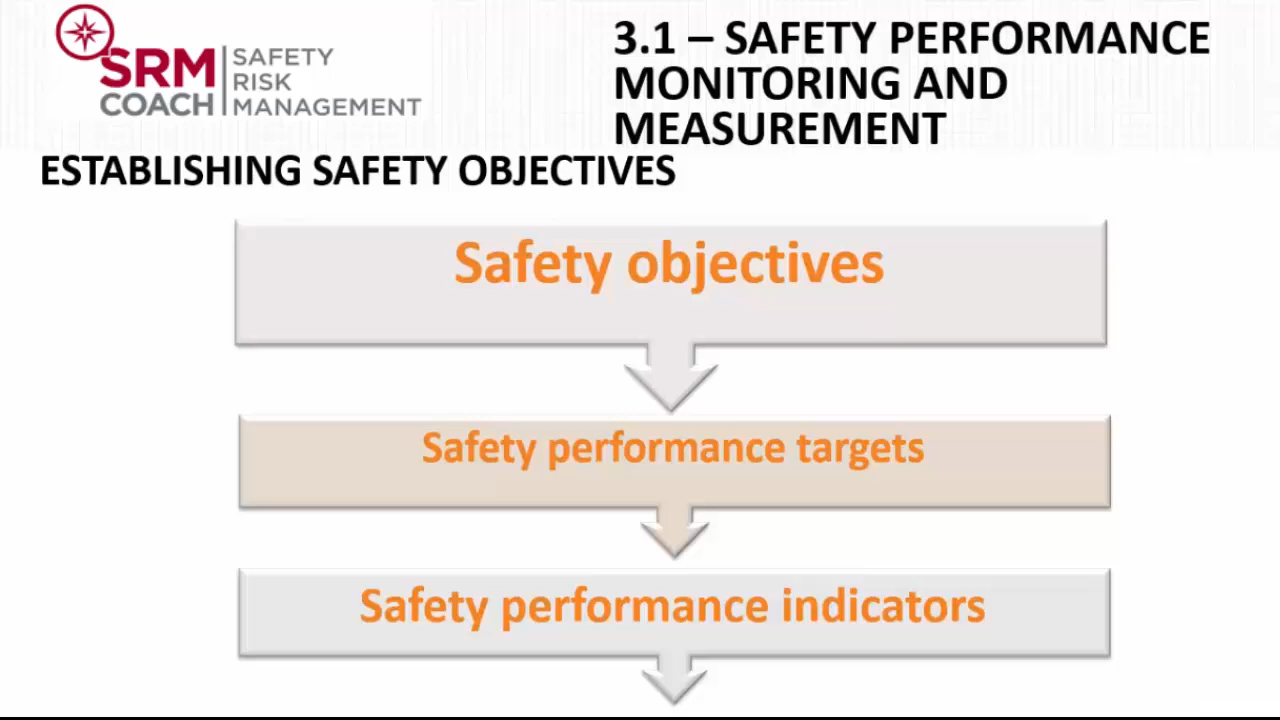 SRM COACH
SAFETY
RISK
MANAGEMENT
3.1 – SAFETY PERFORMANCE
MONITORING AND
MEASUREMENT
ESTABLISHING SAFETY OBJECTIVES
Safety objectives
Safety performance targets
Safety performance indicators